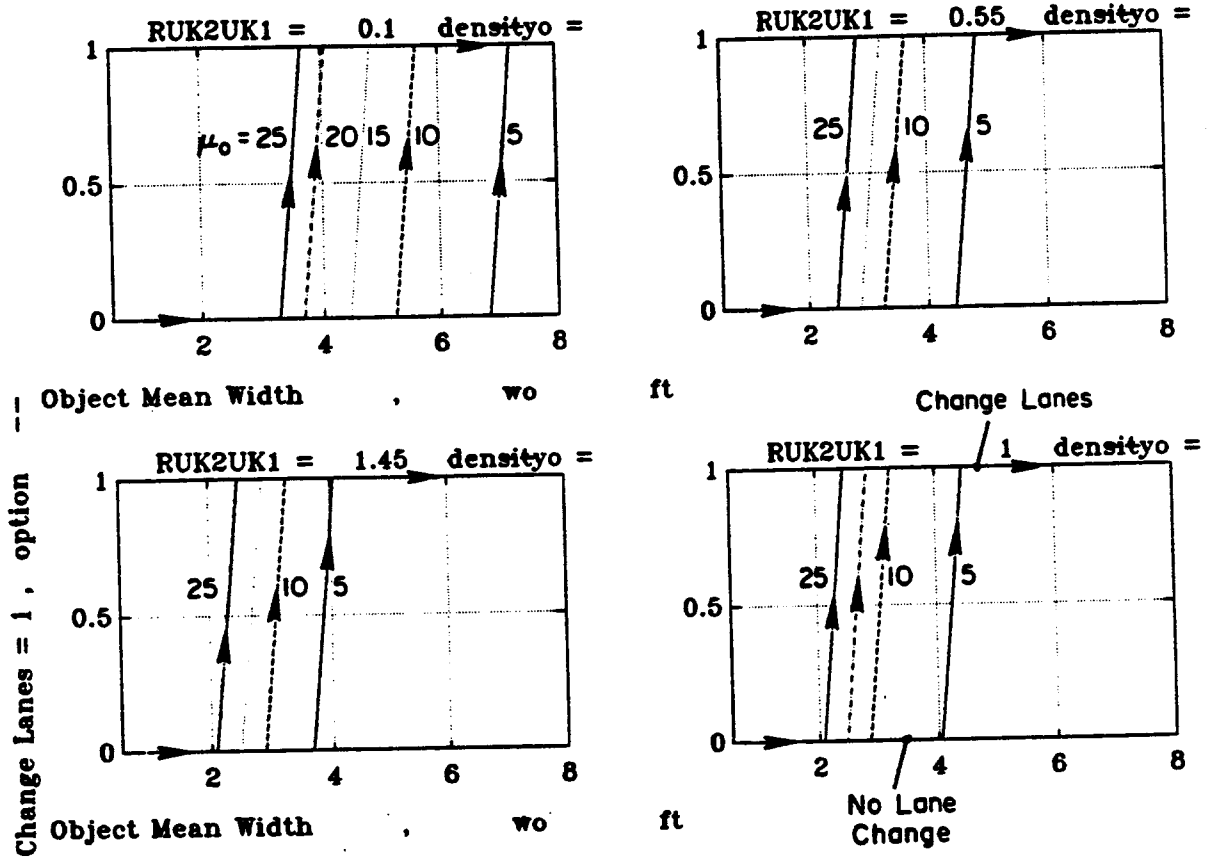 RUK2UK1 = 0.1 densityo =
1
0.5
0
μo = 25 20 15 10 5
2 4 6 8
RUK2UK1 = 0.55 densityo =
1
0.5
0
25 10 5
2 4 6 8
Object Mean Width , wo ft
Change Lanes
Change Lanes = 1 , option --
RUK2UK1 = 1.45 densityo =
1
0.5
0
25 10 5
2 4 6 8
RUK2UK1 = 1 densityo =
1
0.5
0
25 10 5
2 4 6 8
No Lane
Change
Object Mean Width , wo ft